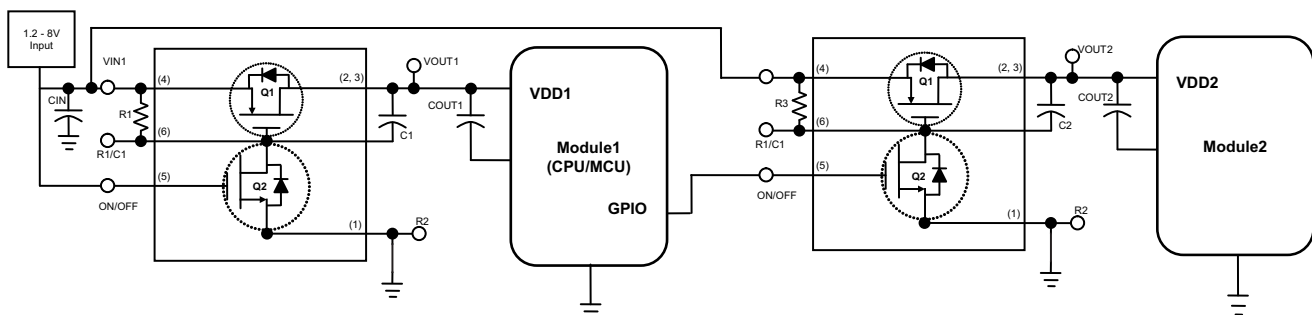 1.2 - 8V
Input
VIN1
CIN
R1
R1/C1
ON/OFF
(4)
(6)
(5)
Q1
Q2
(2, 3)
(1)
C1
VOUT1
COUT1
R2
VDD1
Module1
(CPU/MCU)
GPIO
R3
R1/C1
ON/OFF
(4)
(6)
(5)
Q1
Q2
(2, 3)
(1)
C2
VOUT2
COUT2
R2
VDD2
Module2